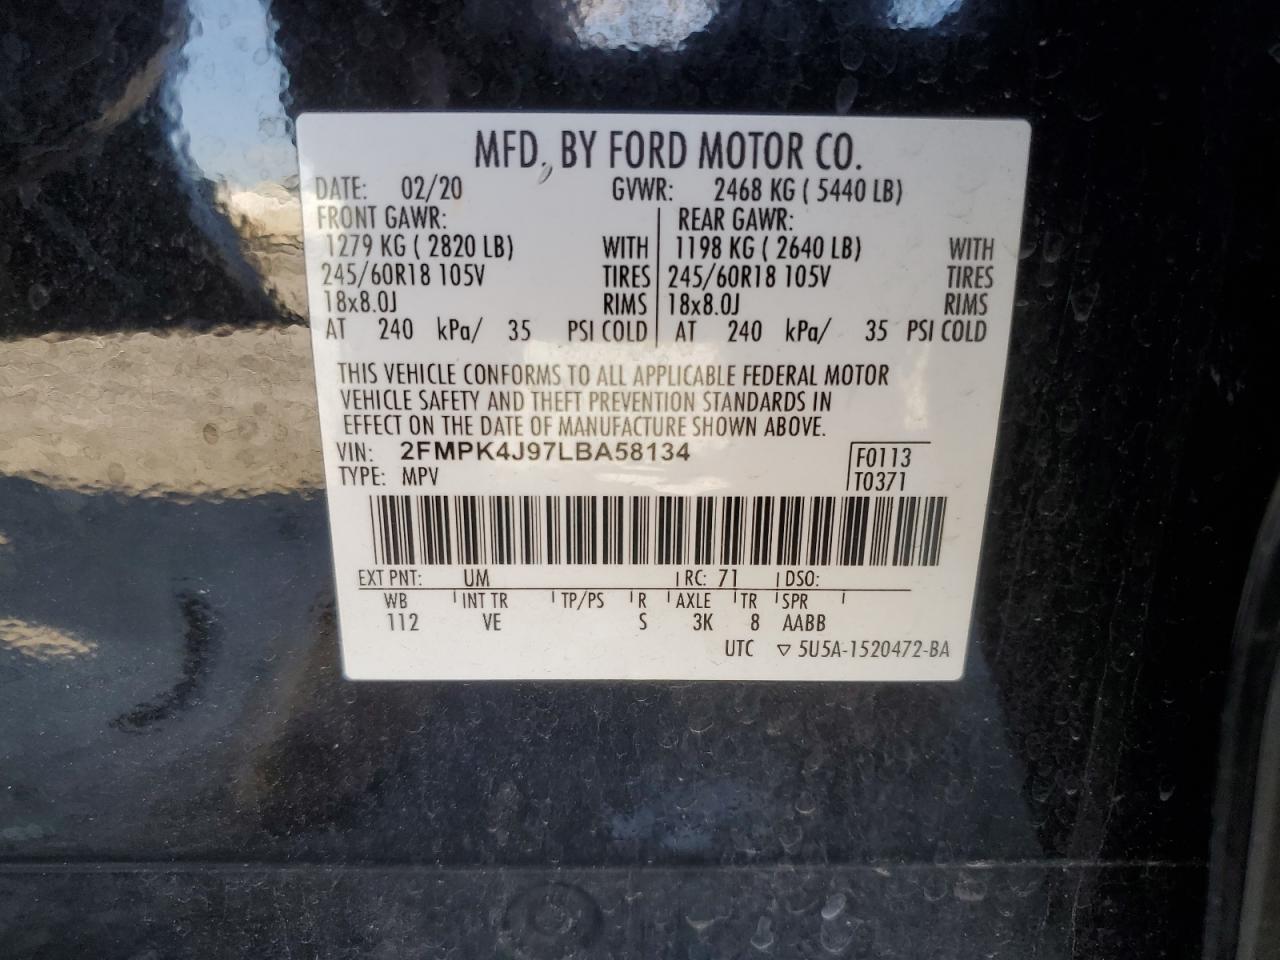 MFD. BY FORD MOTOR CO.
DATE: 02/20 GVWR: 2468 KG ( 5440 LB)
FRONT GAWR: REAR GAWR:
1279 KG ( 2820 LB) WITH 1198 KG ( 2640 LB) WITH
245/60R18 105V TIRES 245/60R18 105V TIRES
18x8.0J RIMS 18x8.0J RIMS
AT 240 kPa/ 35 PSI COLD AT 240 kPa/ 35 PSI COLD
THIS VEHICLE CONFORMS TO ALL APPLICABLE FEDERAL MOTOR
VEHICLE SAFETY AND THEFT PREVENTION STANDARDS IN
EFFECT ON THE DATE OF MANUFACTURE SHOWN ABOVE.
VIN: 2FMPK4J97LBA58134 F0113
TYPE: MPV T0371
EXT PNT: UM RC: 71 DSO:
WB INT TR TP/PS R AXLE TR SPR
112 VE S 3K 8 AABB
UTC ▽ 5U5A-1520472-BA